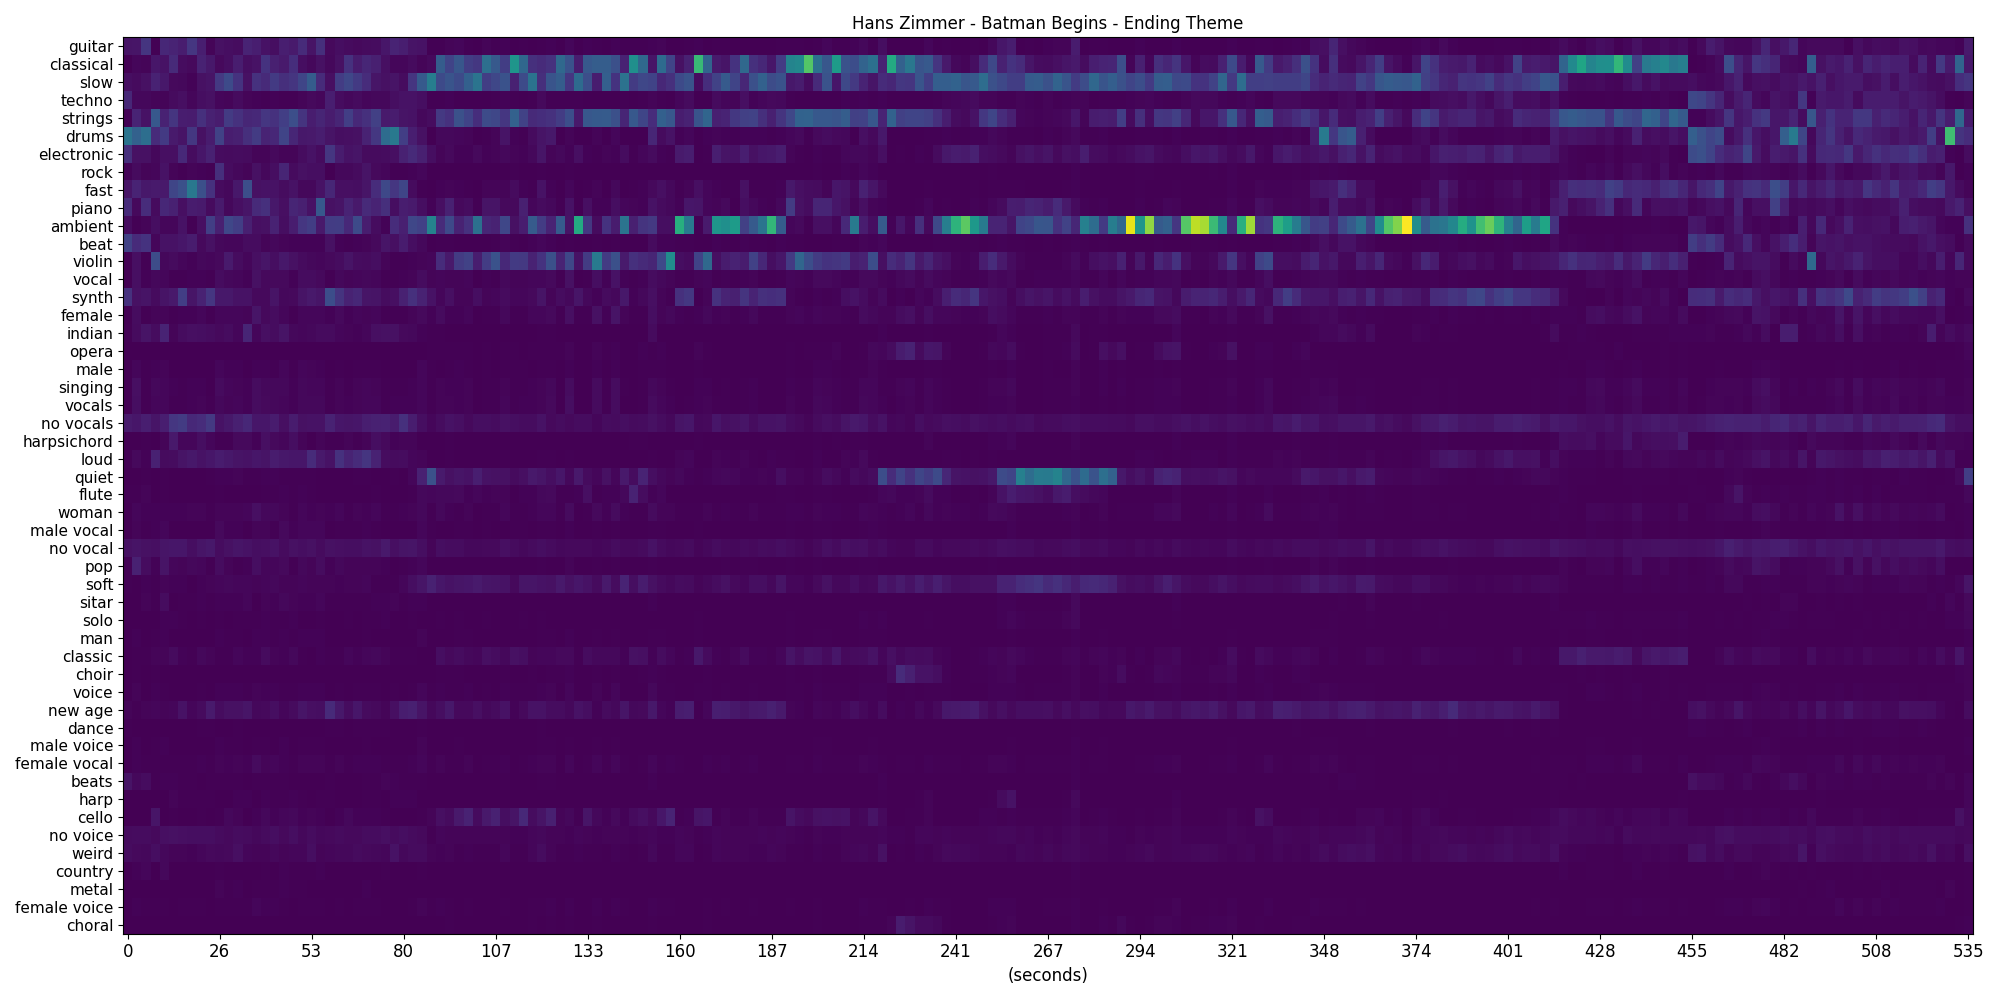 Hans Zimmer - Batman Begins - Ending Theme
guitar
classical
slow
techno
strings
drums
electronic
rock
fast
piano
ambient
beat
violin
vocal
synth
female
indian
opera
male
singing
vocals
no vocals
harpsichord
loud
quiet
flute
woman
male vocal
no vocal
pop
soft
sitar
solo
man
classic
choir
voice
new age
dance
male voice
female vocal
beats
harp
cello
no voice
weird
country
metal
female voice
choral
0 26 53 80 107 133 160 187 214 241 267 294 321 348 374 401 428 455 482 508 535
(seconds)